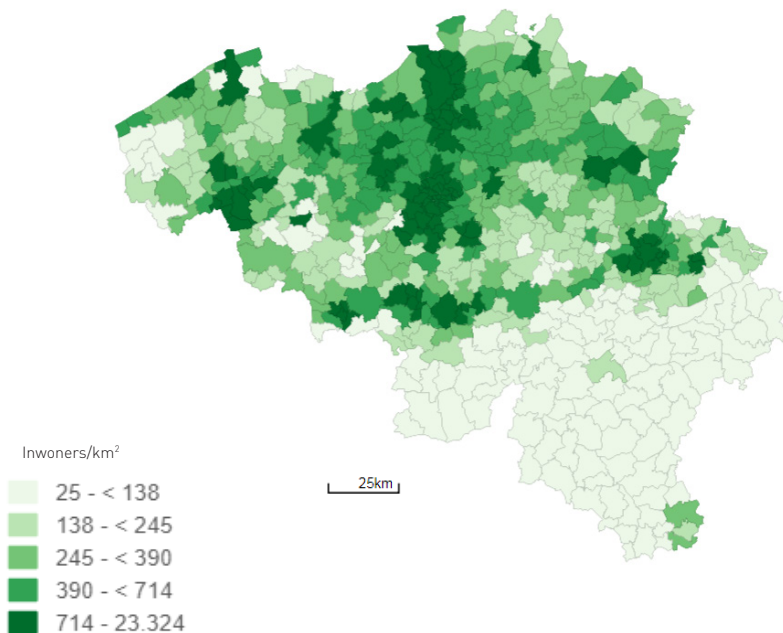 Inwoners/km²
25km
25 - < 138
138 - < 245
245 - < 390
390 - < 714
714 - 23.324